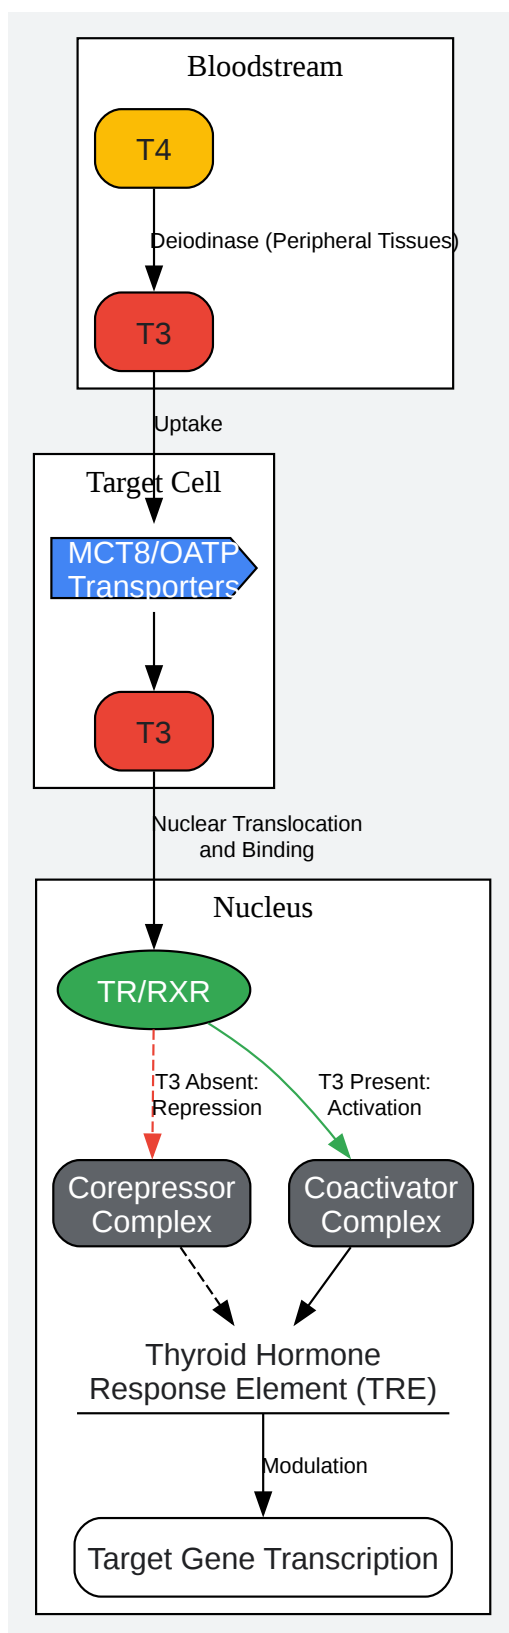 Bloodstream
T4
Deiodinase (Peripheral Tissues)
T3
Uptake
Target Cell
MCT8/OATP
Transporters
T3
Nuclear Translocation
and Binding
Nucleus
TR/RXR
T3 Absent:
Repression
T3 Present:
Activation
Corepressor
Complex
Coactivator
Complex
Thyroid Hormone
Response Element (TRE)
Modulation
Target Gene Transcription